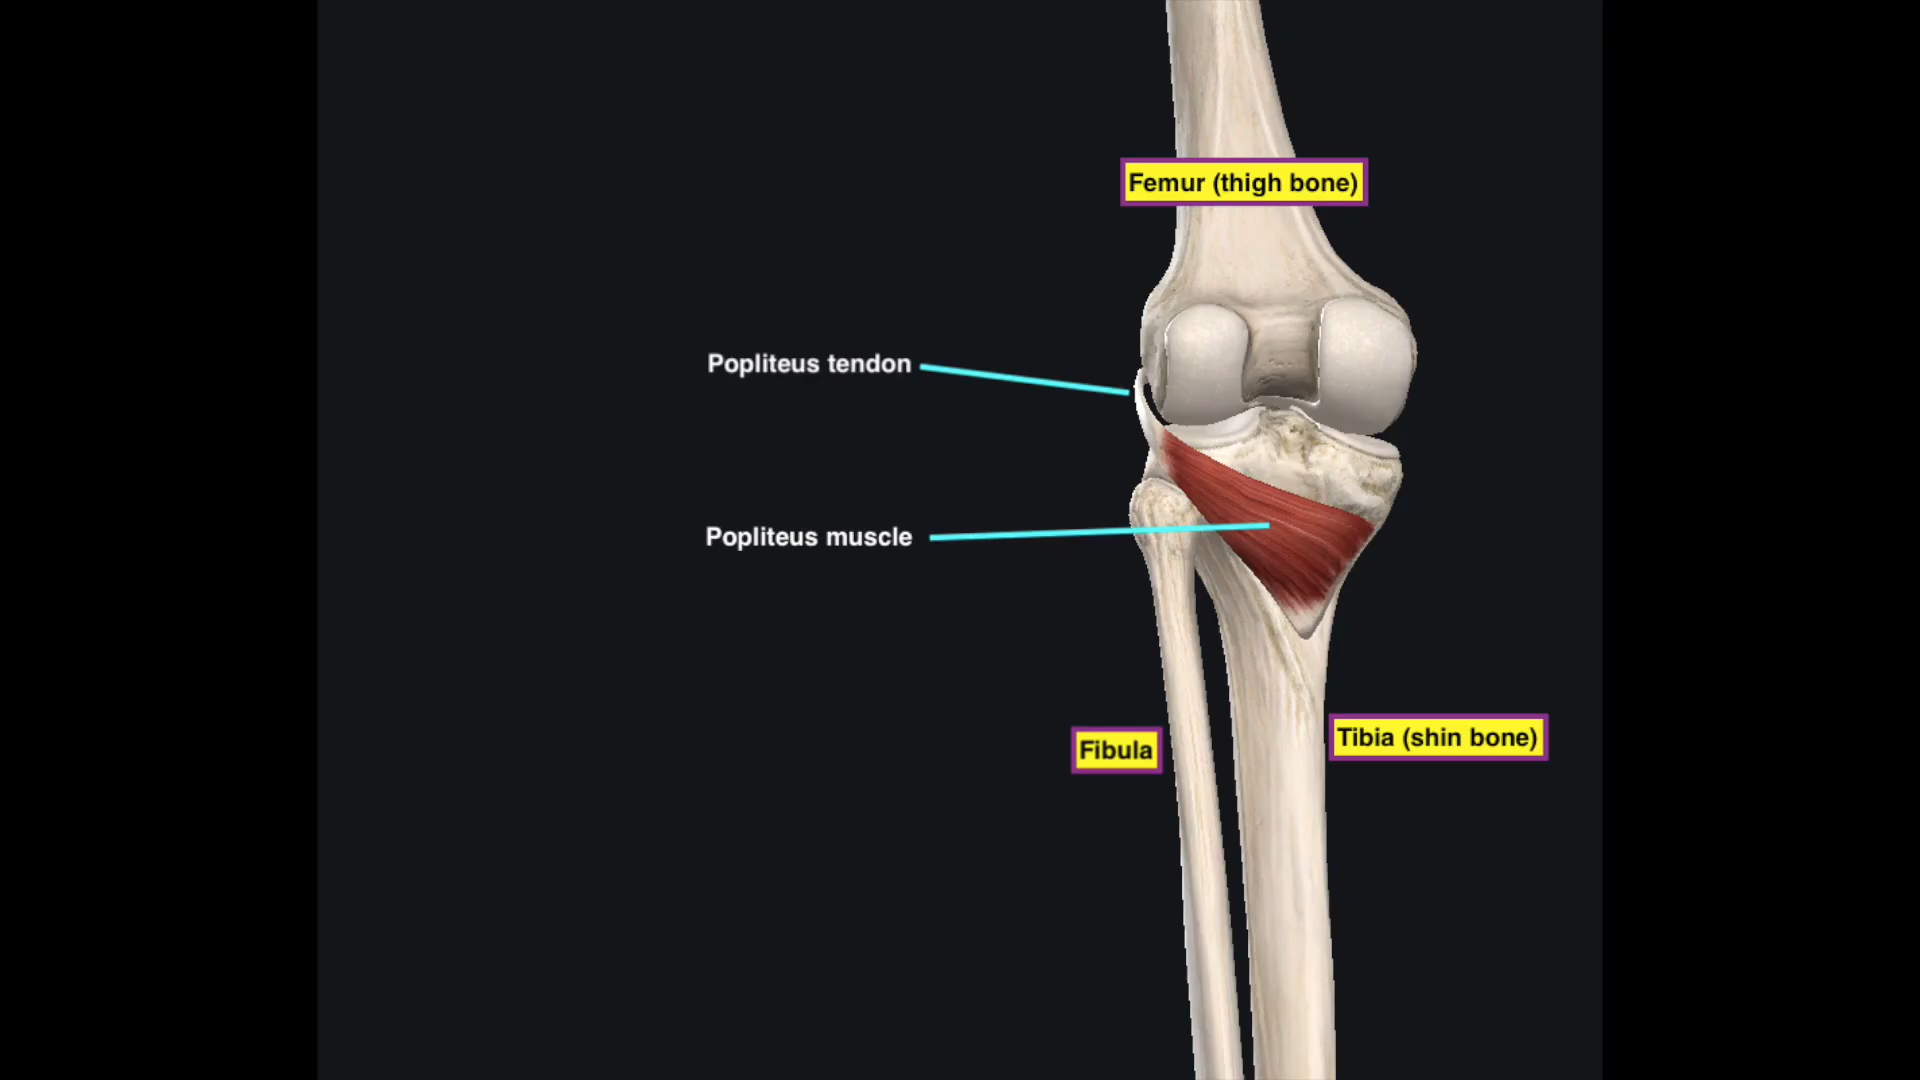 Femur (thigh bone)
Popliteus tendon
Popliteus muscle
Tibia (shin bone)
Fibula